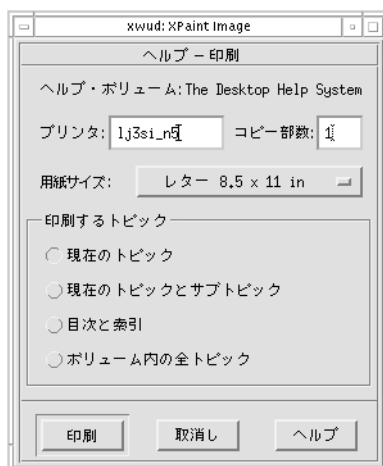 xwud: XPaint Image
ヘルプ – 印刷
ヘルプ・ボリューム:The Desktop Help System
プリンタ: lj3si_n5 コピー部数: 1
用紙サイズ: レター 8.5 x 11 in
印刷するトピック
現在のトピック
現在のトピックとサブトピック
目次と索引
ボリューム内の全トピック
印刷 取消し ヘルプ